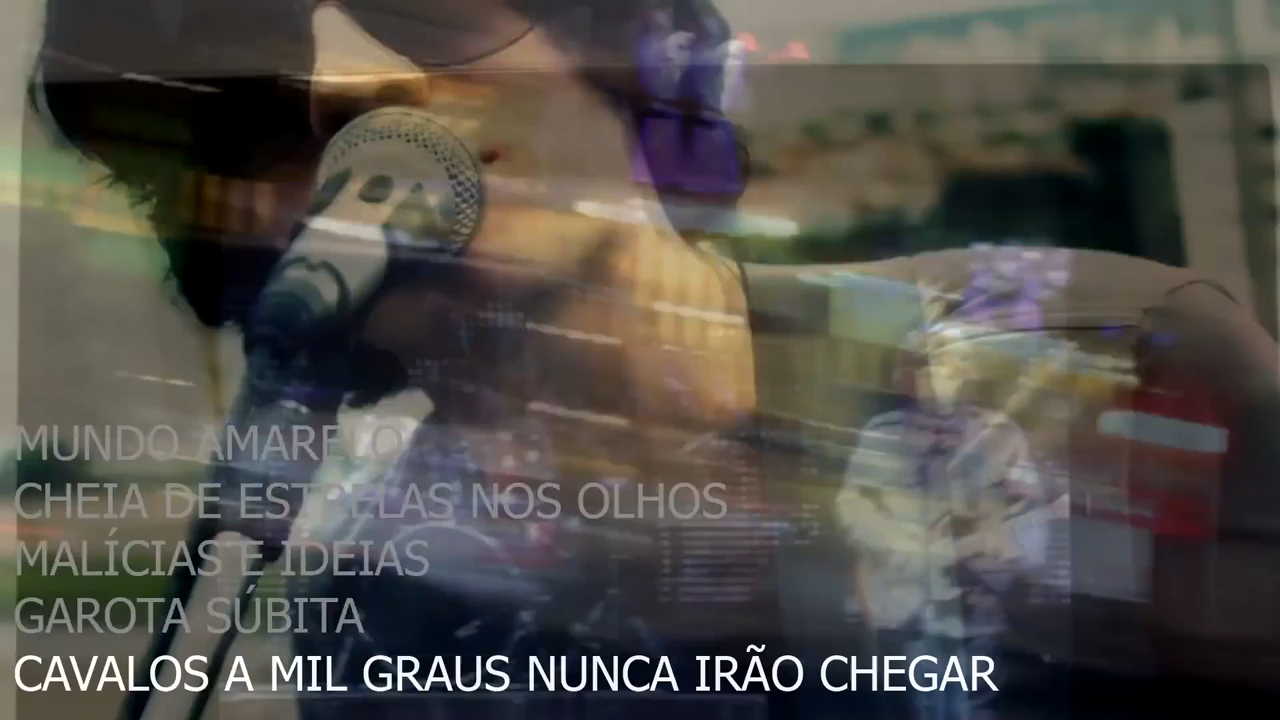 MUNDO AMARELO
CHEIA DE ESTRELAS NOS OLHOS
MALÍCIAS E IDEIAS
GAROTA SÚBITA
CAVALOS A MIL GRAUS NUNCA IRÃO CHEGAR